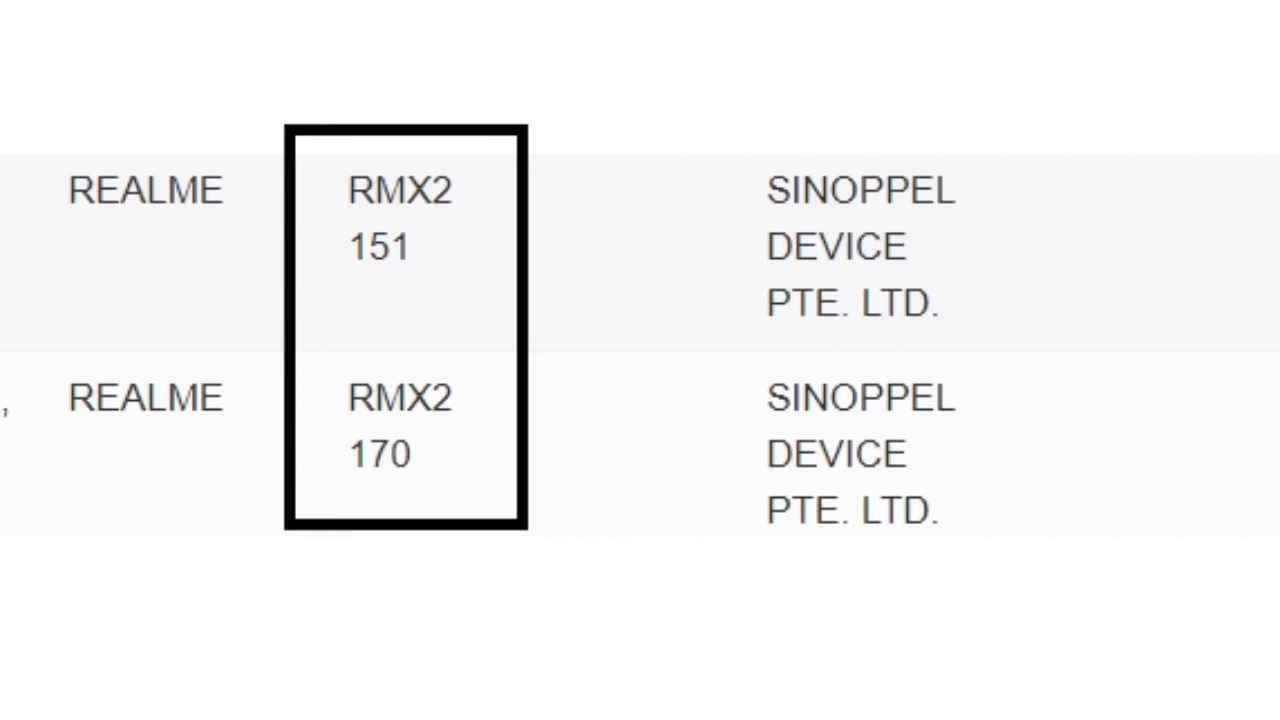 REALME RMX2 SINOPPEL
151 DEVICE
PTE. LTD.
, REALME RMX2 SINOPPEL
170 DEVICE
PTE. LTD.